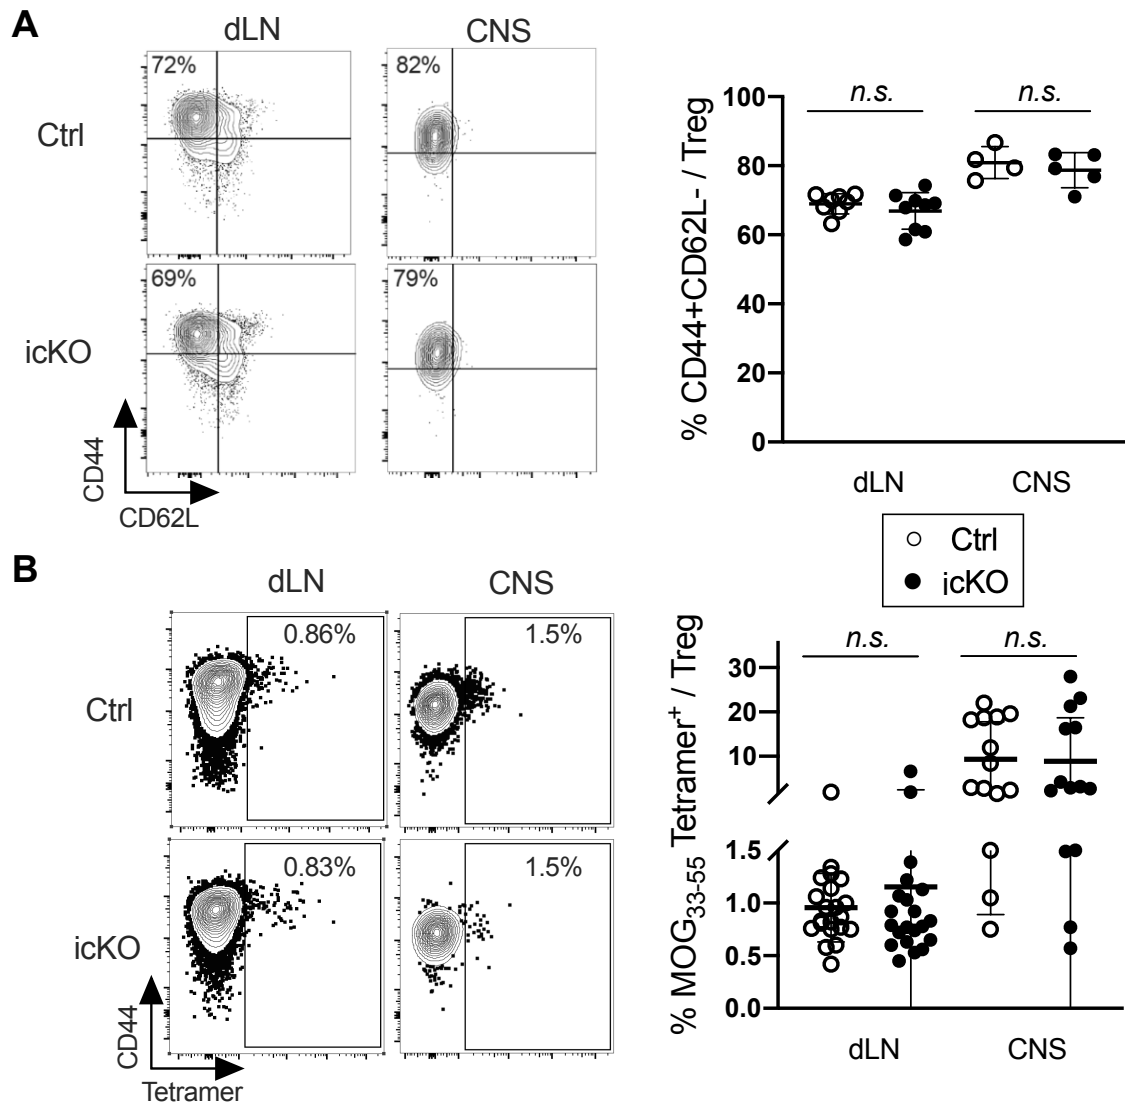 A
dLN
CNS
72%
82%
Ctrl
69%
79%
icKO
CD44
CD62L
n.s.
n.s.
100
80
60
40
20
0
% CD44+CD62L- / Treg
dLN
CNS
Ctrl
icKO
B
dLN
CNS
0.86%
1.5%
Ctrl
0.83%
1.5%
icKO
CD44
Tetramer
n.s.
n.s.
30
20
10
1.5
1.0
0.5
0.0
% MOG33-55 Tetramer+ / Treg
dLN
CNS